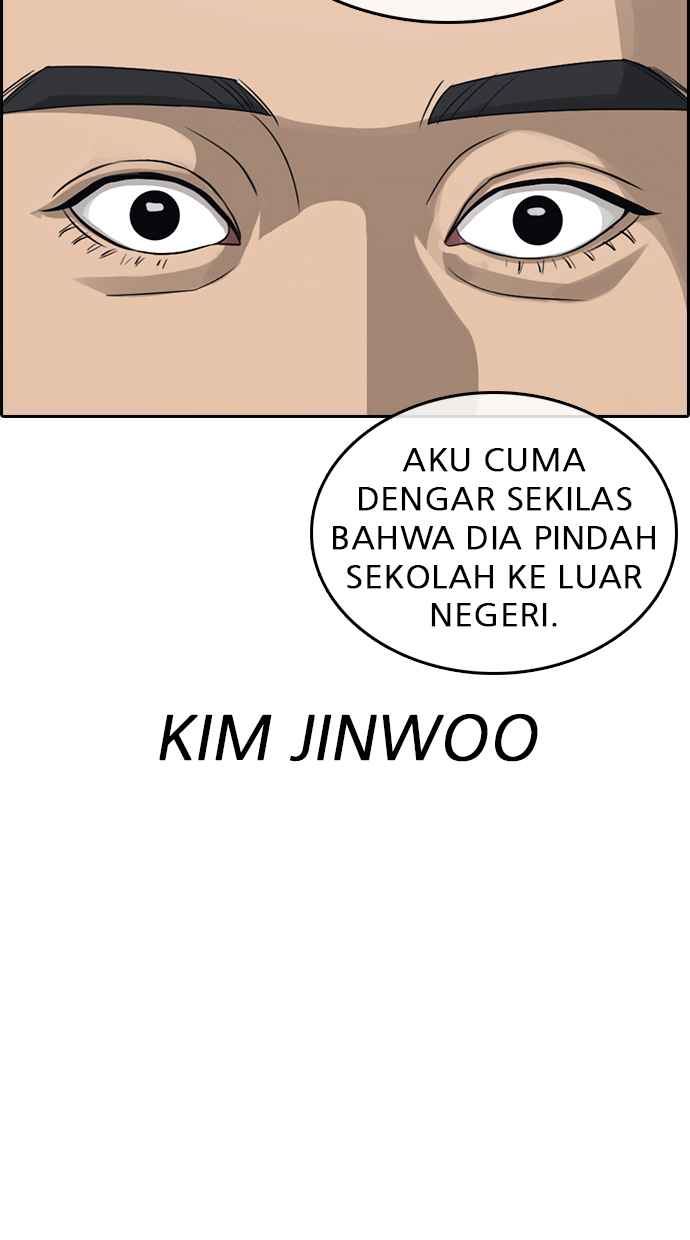 AKU CUMA
DENGAR SEKILAS
BAHWA DIA PINDAH
SEKOLAH KE LUAR
NEGERI.
KIM JINWOO